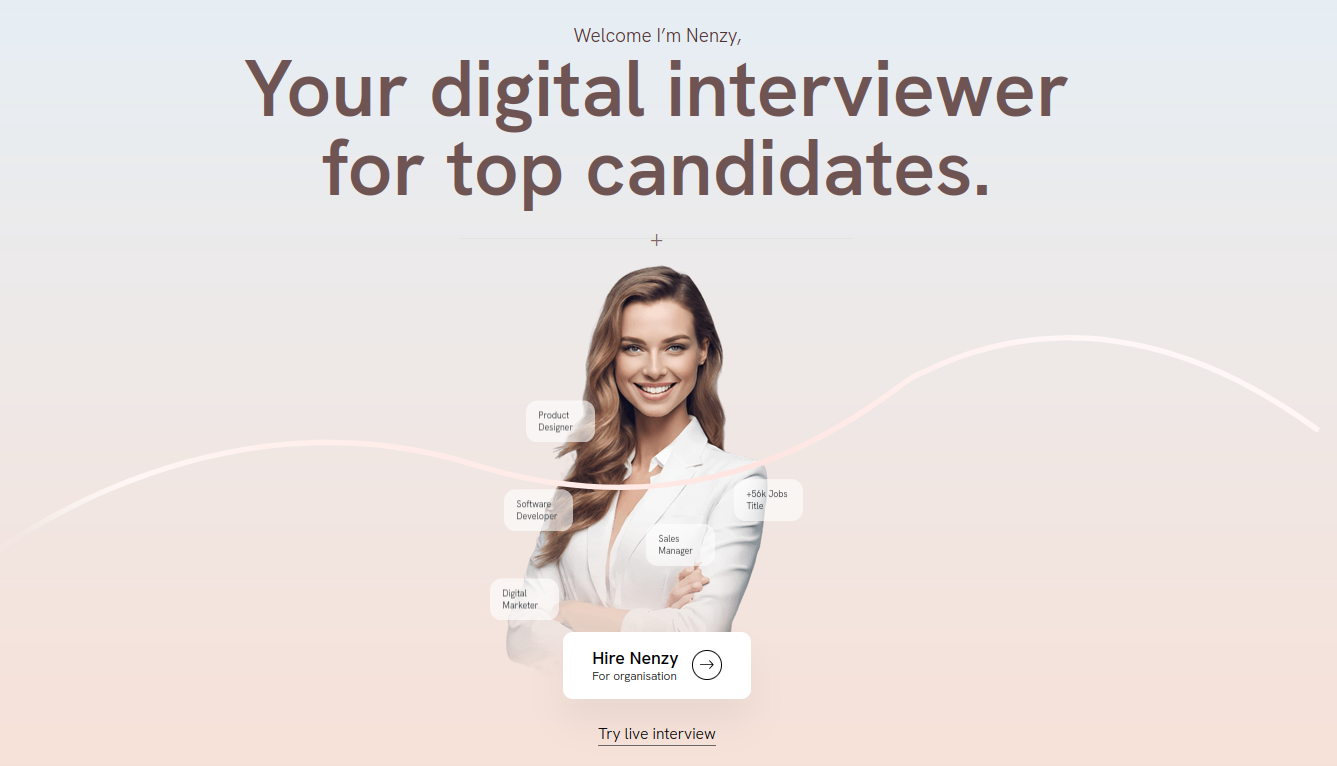 Welcome I’m Nenzy,
Your digital interviewer
for top candidates.
Product
Designer
Software
Developer
+56k Jobs
Title
Sales
Manager
Digital
Marketer
Hire Nenzy
For organisation
Try live interview